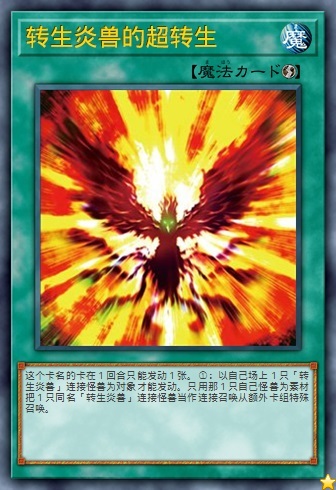 转生炎兽的超转生
魔
【魔法カード】
这个卡名的卡在１回合只能发动１张。①：以自己场上１只「转
生炎兽」连接怪兽为对象才能发动。只用那１只自己怪兽为素材
把１只同名「转生炎兽」连接怪兽当作连接召唤从额外卡组特殊
召唤。